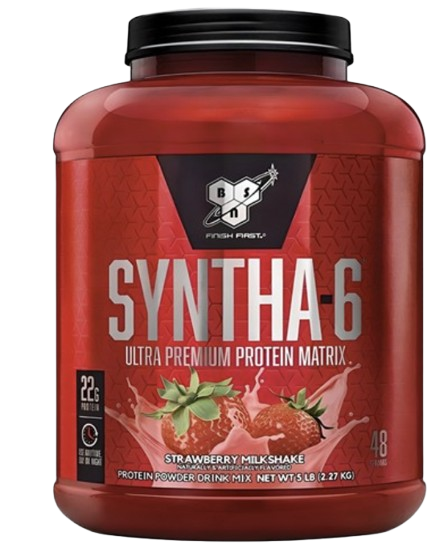 BSN
FINISH FIRST.®
SYNTHA-6
ULTRA PREMIUM PROTEIN MATRIX™
22G
PROTEIN
STRAWBERRY MILKSHAKE
NATURALLY & ARTIFICIALLY FLAVORED
PROTEIN POWDER DRINK MIX NET WT 5 LB (2.27 KG)
48